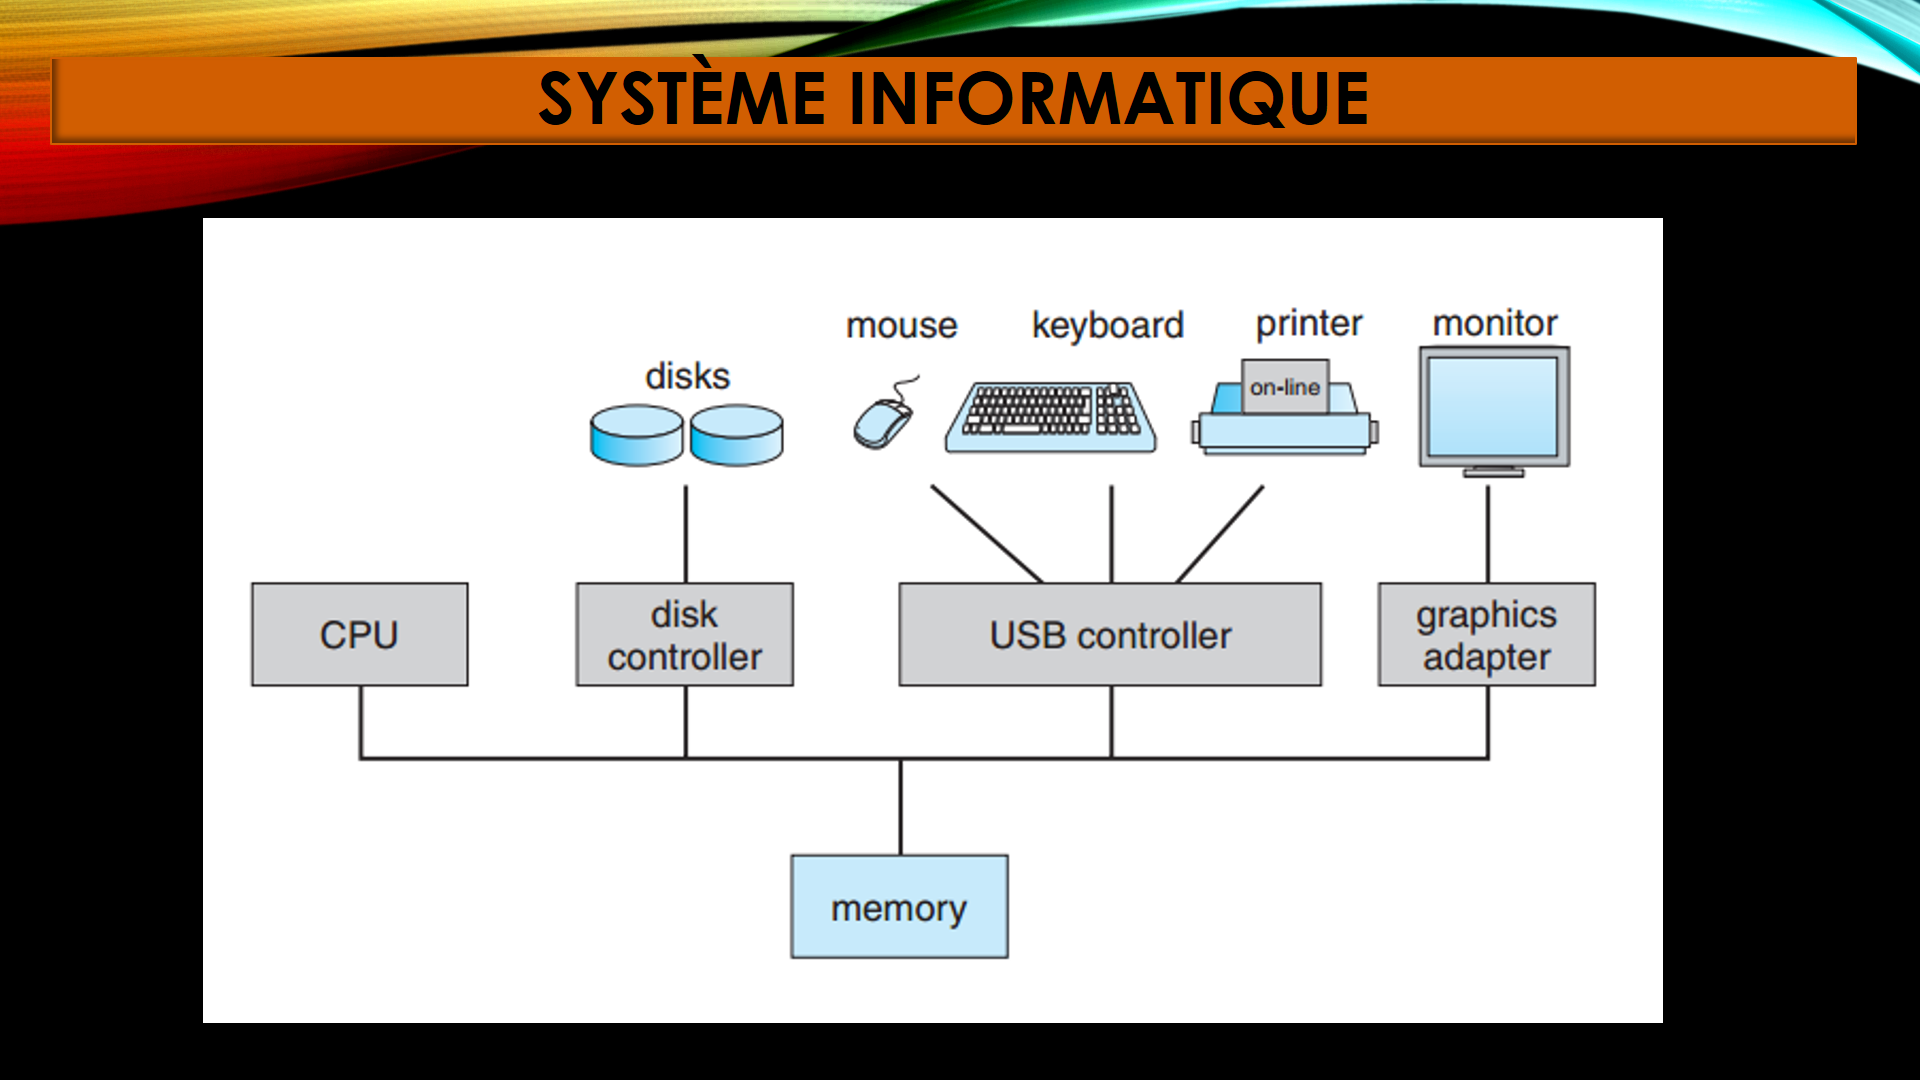 SYSTÈME INFORMATIQUE
mouse
keyboard
printer
monitor
disks
on-line
CPU
disk
controller
USB controller
graphics
adapter
memory